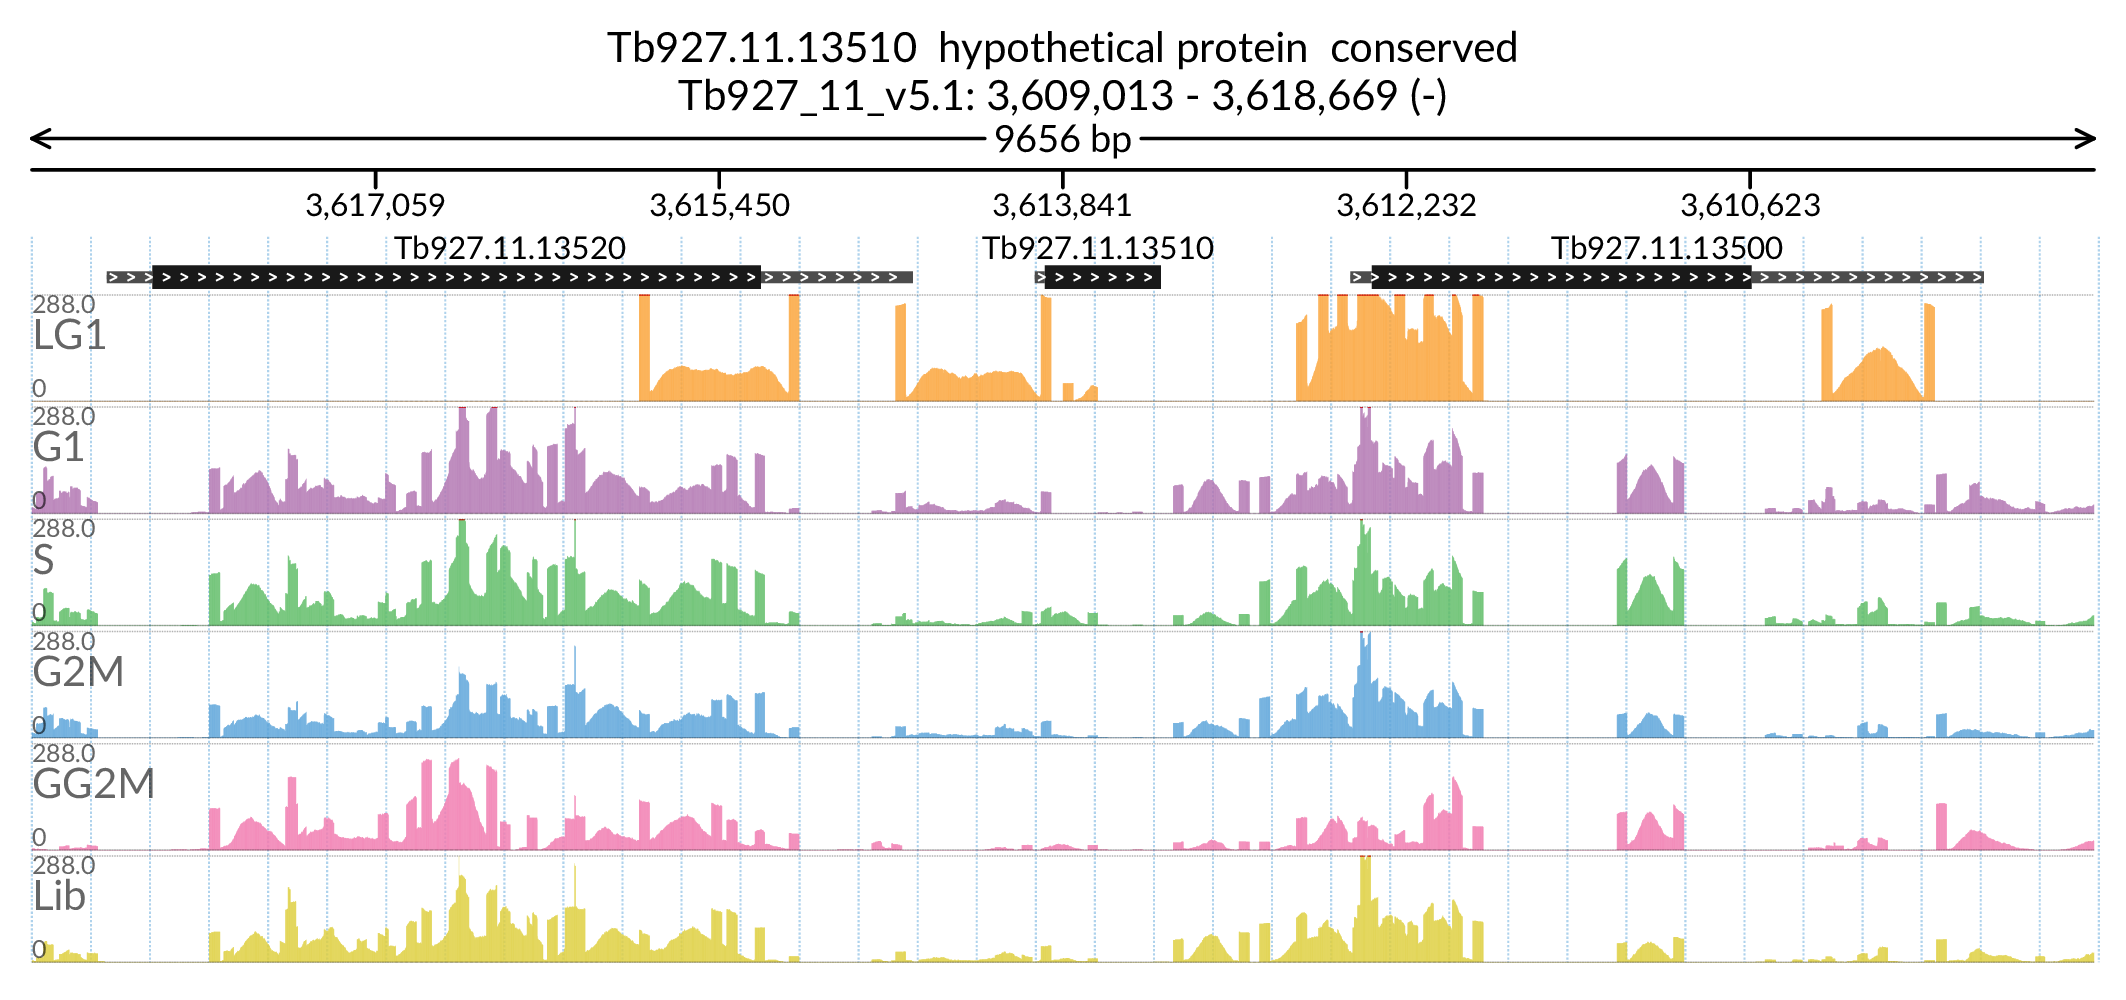 Tb927.11.13510 hypothetical protein conserved
Tb927_11_v5.1: 3,609,013 - 3,618,669 (-)
9656 bp
3,617,059 3,615,450 3,613,841 3,612,232 3,610,623
Tb927.11.13520 Tb927.11.13510 Tb927.11.13500
288.0
LG1
0
288.0
G1
0
288.0
S
0
288.0
G2M
0
288.0
GG2M
0
288.0
Lib
0